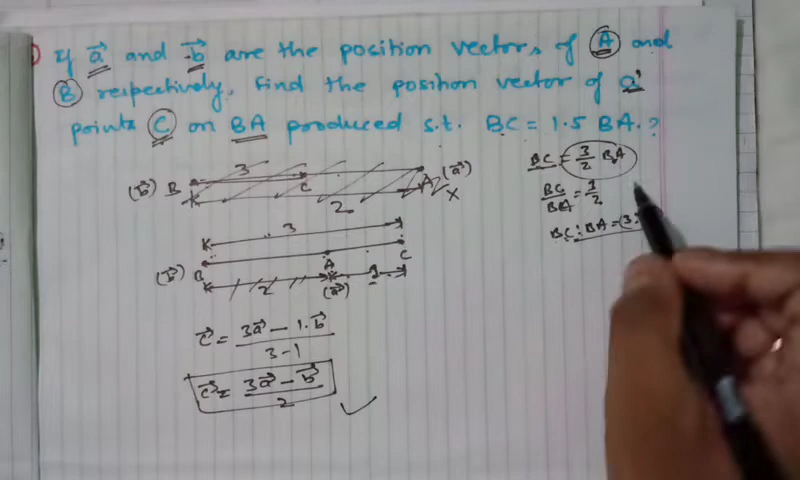 If a⃗ and b⃗ are the position vectors of A and
B respectively, Find the position vector of a
points C on BA produced s.t. BC = 1.5 BA.?
3
(b⃗) B C A (a⃗)
2 X
BC = 3/2 BA
BC/BA = 3/2
BC : BA = (3:
3
(b⃗) B A C
2 (a⃗) 1
c⃗ = 3a⃗ − 1.b⃗ / 3-1
c⃗ = 3a⃗ − b⃗ / 2